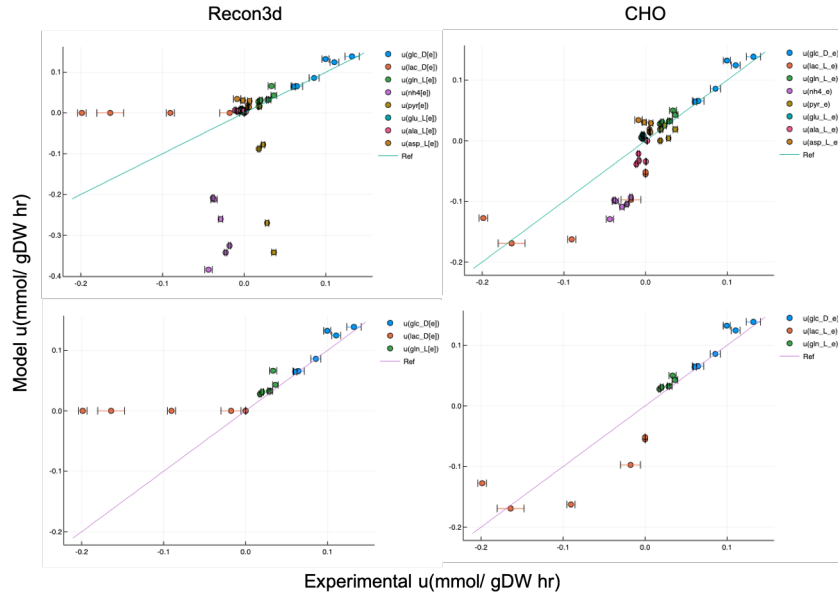 Recon3d
CHO
0.1
0.0
-0.1
-0.2
-0.3
-0.4
-0.2
-0.1
0.0
0.1
u(glc_D[e])
u(lac_D[e])
u(gln_L[e])
u(nh4[e])
u(pyr[e])
u(glu_L[e])
u(ala_L[e])
u(asp_L[e])
Ref
0.1
0.0
-0.1
-0.2
-0.2
-0.1
0.0
0.1
u(glc_D_e)
u(lac_L_e)
u(gln_L_e)
u(nh4_e)
u(pyr_e)
u(glu_L_e)
u(ala_L_e)
u(asp_L_e)
Ref
Model u(mmol/ gDW hr)
0.1
0.0
-0.1
-0.2
-0.2
-0.1
0.0
0.1
u(glc_D[e])
u(lac_D[e])
u(gln_L[e])
Ref
0.1
0.0
-0.1
-0.2
-0.2
-0.1
0.0
0.1
u(glc_D_e)
u(lac_L_e)
u(gln_L_e)
Ref
Experimental u(mmol/ gDW hr)